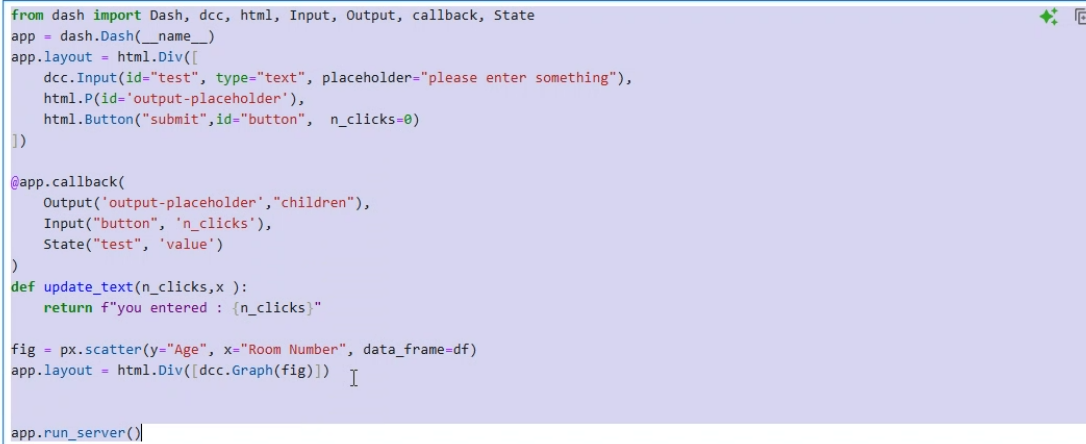 from dash import Dash, dcc, html, Input, Output, callback, State
app = dash.Dash(__name__)
app.layout = html.Div([
    dcc.Input(id="test", type="text", placeholder="please enter something"),
    html.P(id='output-placeholder'),
    html.Button("submit",id="button",  n_clicks=0)
])

@app.callback(
    Output('output-placeholder',"children"),
    Input("button", 'n_clicks'),
    State("test", 'value')
)
def update_text(n_clicks,x ):
    return f"you entered : {n_clicks}"

fig = px.scatter(y="Age", x="Room Number", data_frame=df)
app.layout = html.Div([dcc.Graph(fig)])

app.run_server()